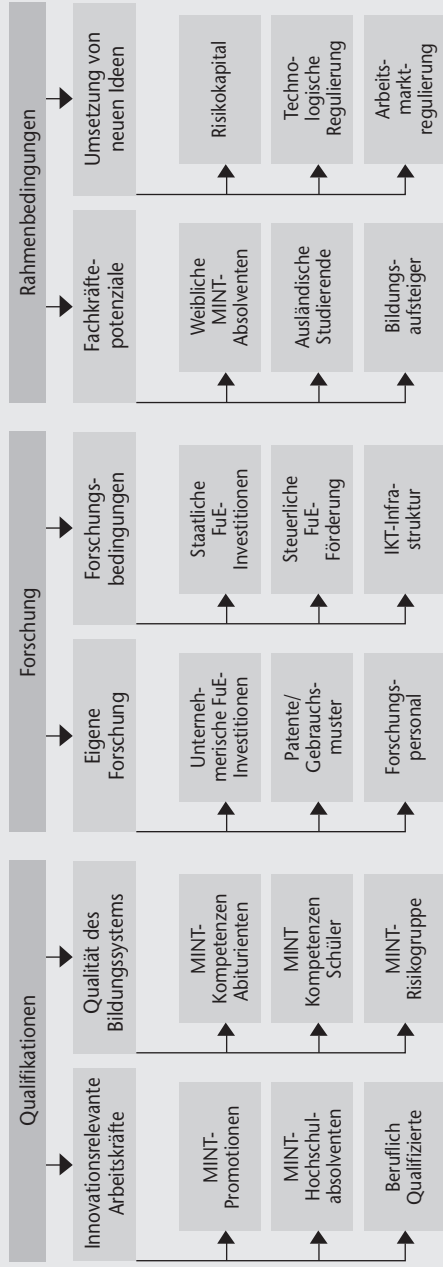 Qualifikationen
Innovationsrelevante
Arbeitskräfte
MINT-
Promotionen
MINT-
Hochschul-
absolventen
Beruflich
Qualifizierte
Qualität des
Bildungssystems
MINT-
Kompetenzen
Abiturienten
MINT
Kompetenzen
Schüler
MINT-
Risikogruppe
Forschung
Eigene
Forschung
Unterneh-
merische FuE-
Investitionen
Patente/
Gebrauchs-
muster
Forschungs-
personal
Forschungs-
bedingungen
Staatliche
FuE-
Investitionen
Steuerliche
FuE-
Förderung
IKT-Infra-
struktur
Rahmenbedingungen
Fachkräfte-
potenziale
Weibliche
MINT-
Absolventen
Ausländische
Studierende
Bildungs-
aufsteiger
Umsetzung von
neuen Ideen
Risikokapital
Techno-
logische
Regulierung
Arbeits-
markt-
regulierung